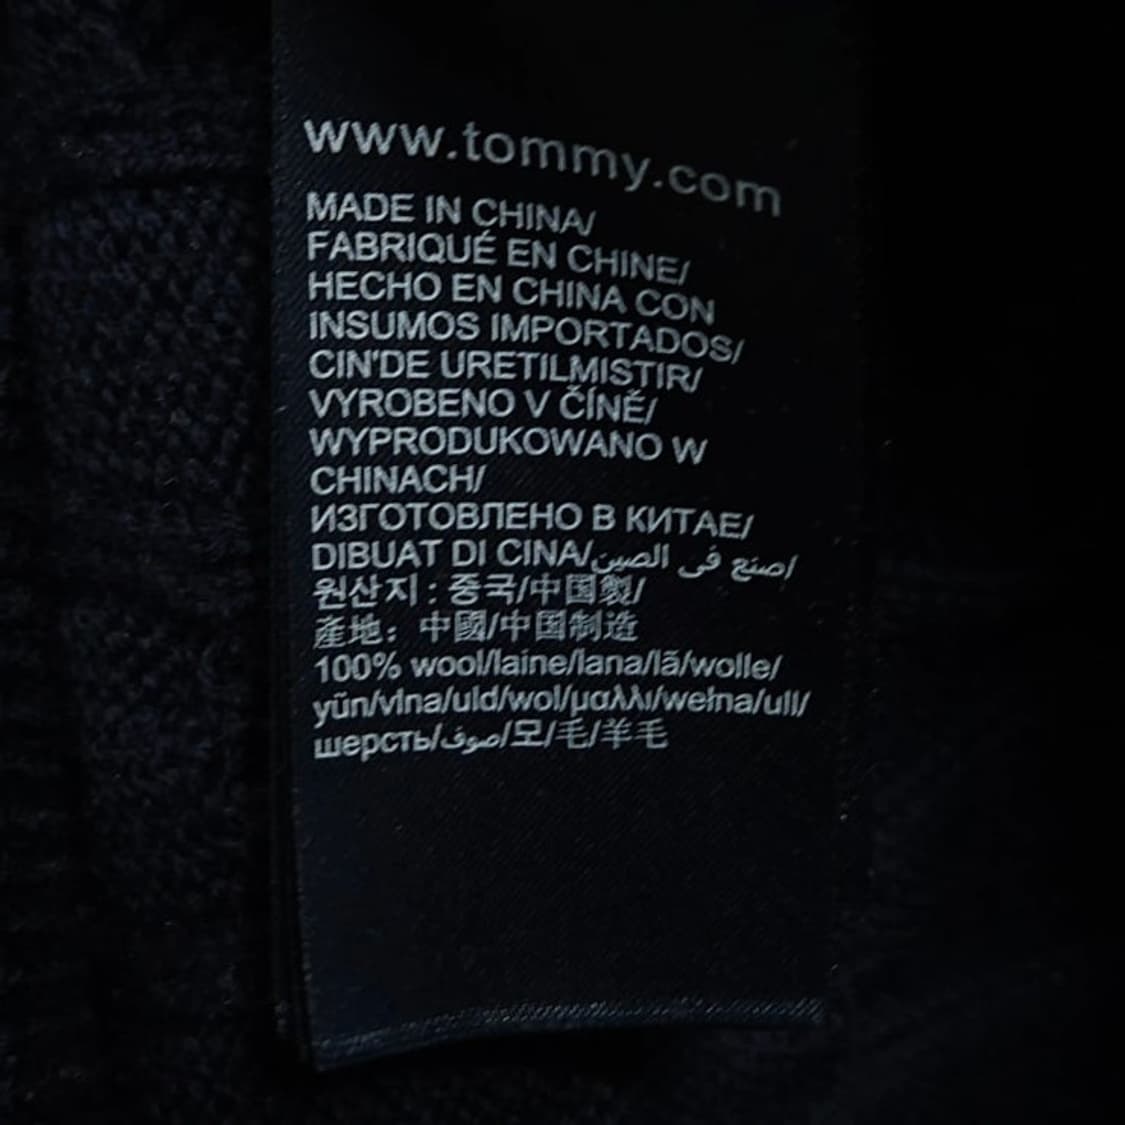 www.tommy.com
MADE IN CHINA/
FABRIQUÉ EN CHINE/
HECHO EN CHINA CON
INSUMOS IMPORTADOS/
CIN'DE URETILMISTIR/
VYROBENO V ČÍNĚ/
WYPRODUKOWANO W
CHINACH/
ИЗГОТОВЛЕНО В КИТАЕ/
DIBUAT DI CINA/صنع في الصين/
원산지 : 중국/中国製/
產地：中國/中国制造
100% wool/laine/lana/lã/wolle/
yün/vlna/uld/wol/μαλλι/wełna/ull/
шерсть/صوف/모/毛/羊毛